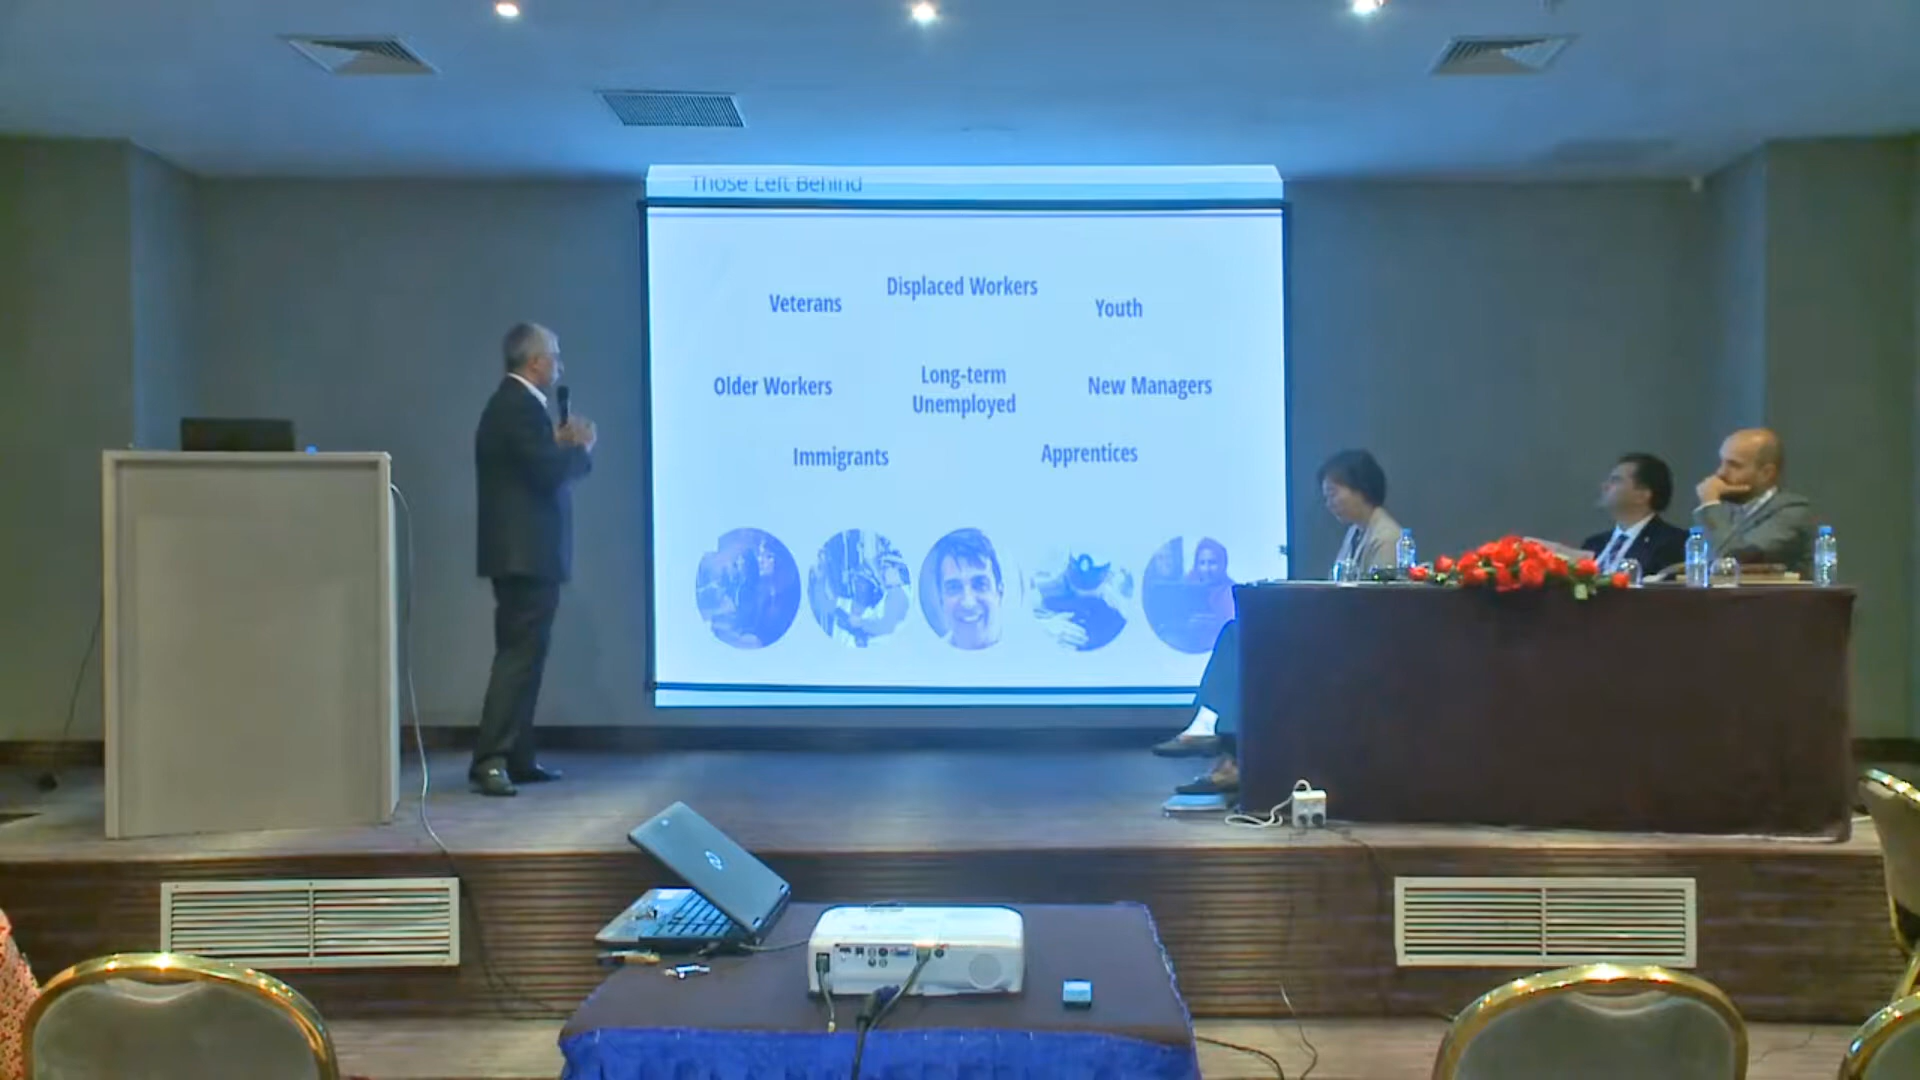 Those Left Behind
Displaced Workers
Veterans
Youth
Older Workers
Long-term
Unemployed
New Managers
Immigrants
Apprentices